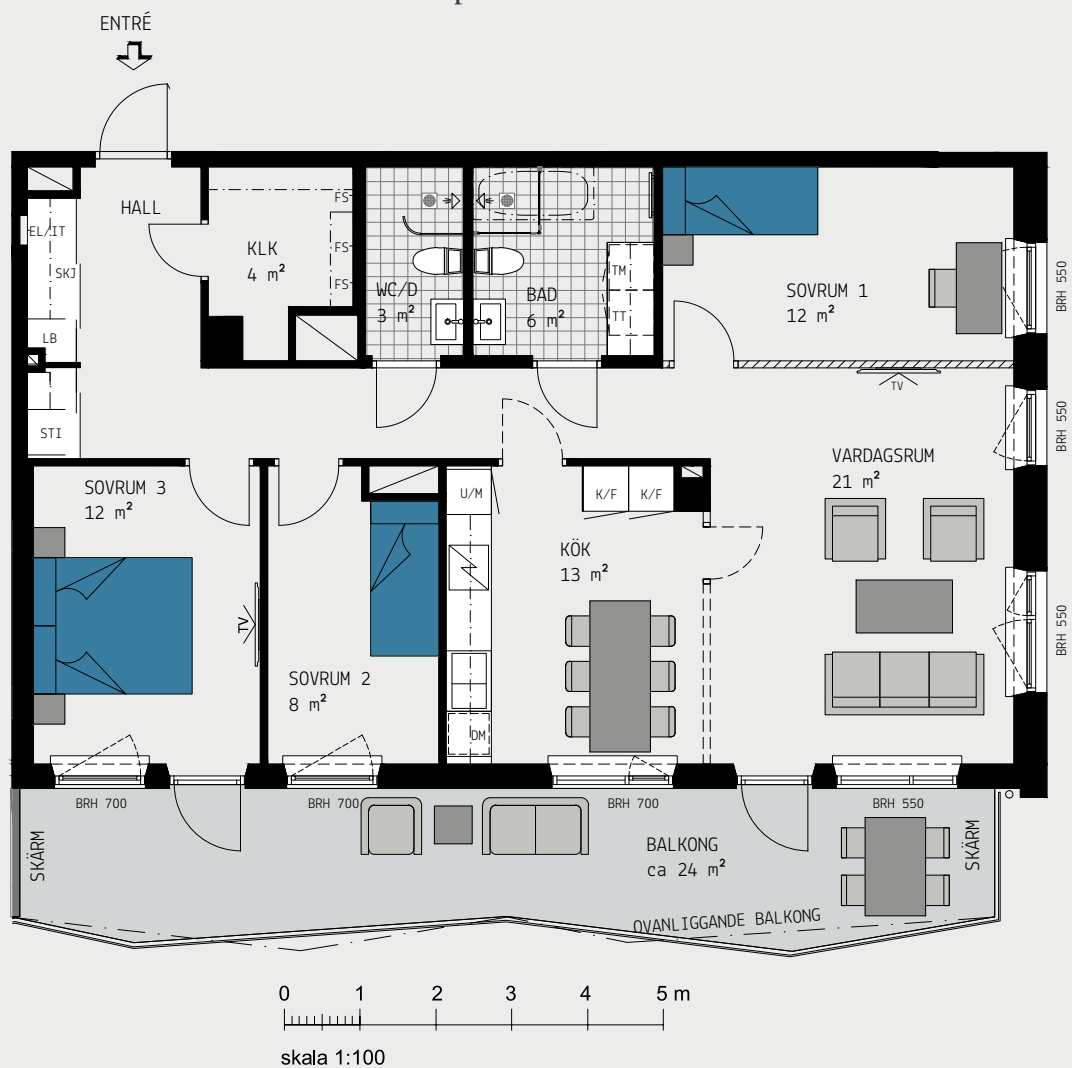 ENTRÉ
HALL
EL/IT
SKJ
LB
STI
KLK
4 m²
FS
FS
FS
WC/D
3 m²
BAD
6 m²
TM
TT
SOVRUM 1
12 m²
BRH 550
TV
BRH 550
VARDAGSRUM
21 m²
BRH 550
SOVRUM 3
12 m²
TV
SOVRUM 2
8 m²
U/M
K/F
K/F
KÖK
13 m²
DM
BRH 700
BRH 700
BRH 700
BRH 550
SKÄRM
BALKONG
ca 24 m²
SKÄRM
OVANLIGGANDE BALKONG
0 1 2 3 4 5 m
skala 1:100